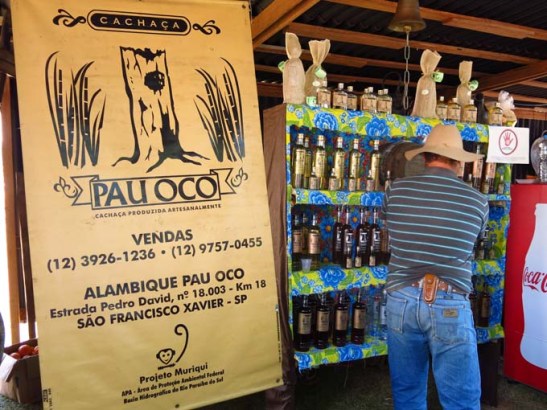 CACHAÇA
PAU OCO
CACHAÇA PRODUZIDA ARTESANALMENTE
VENDAS
(12) 3926-1236 • (12) 9757-0455
ALAMBIQUE PAU OCO
Estrada Pedro David, nº 18.003 - Km 18
SÃO FRANCISCO XAVIER - SP
Projeto Muriqui
APA - Área de Proteção Ambiental Federal
Bacia Hidrográfica do Rio Paraíba do Sul
Coca-Co